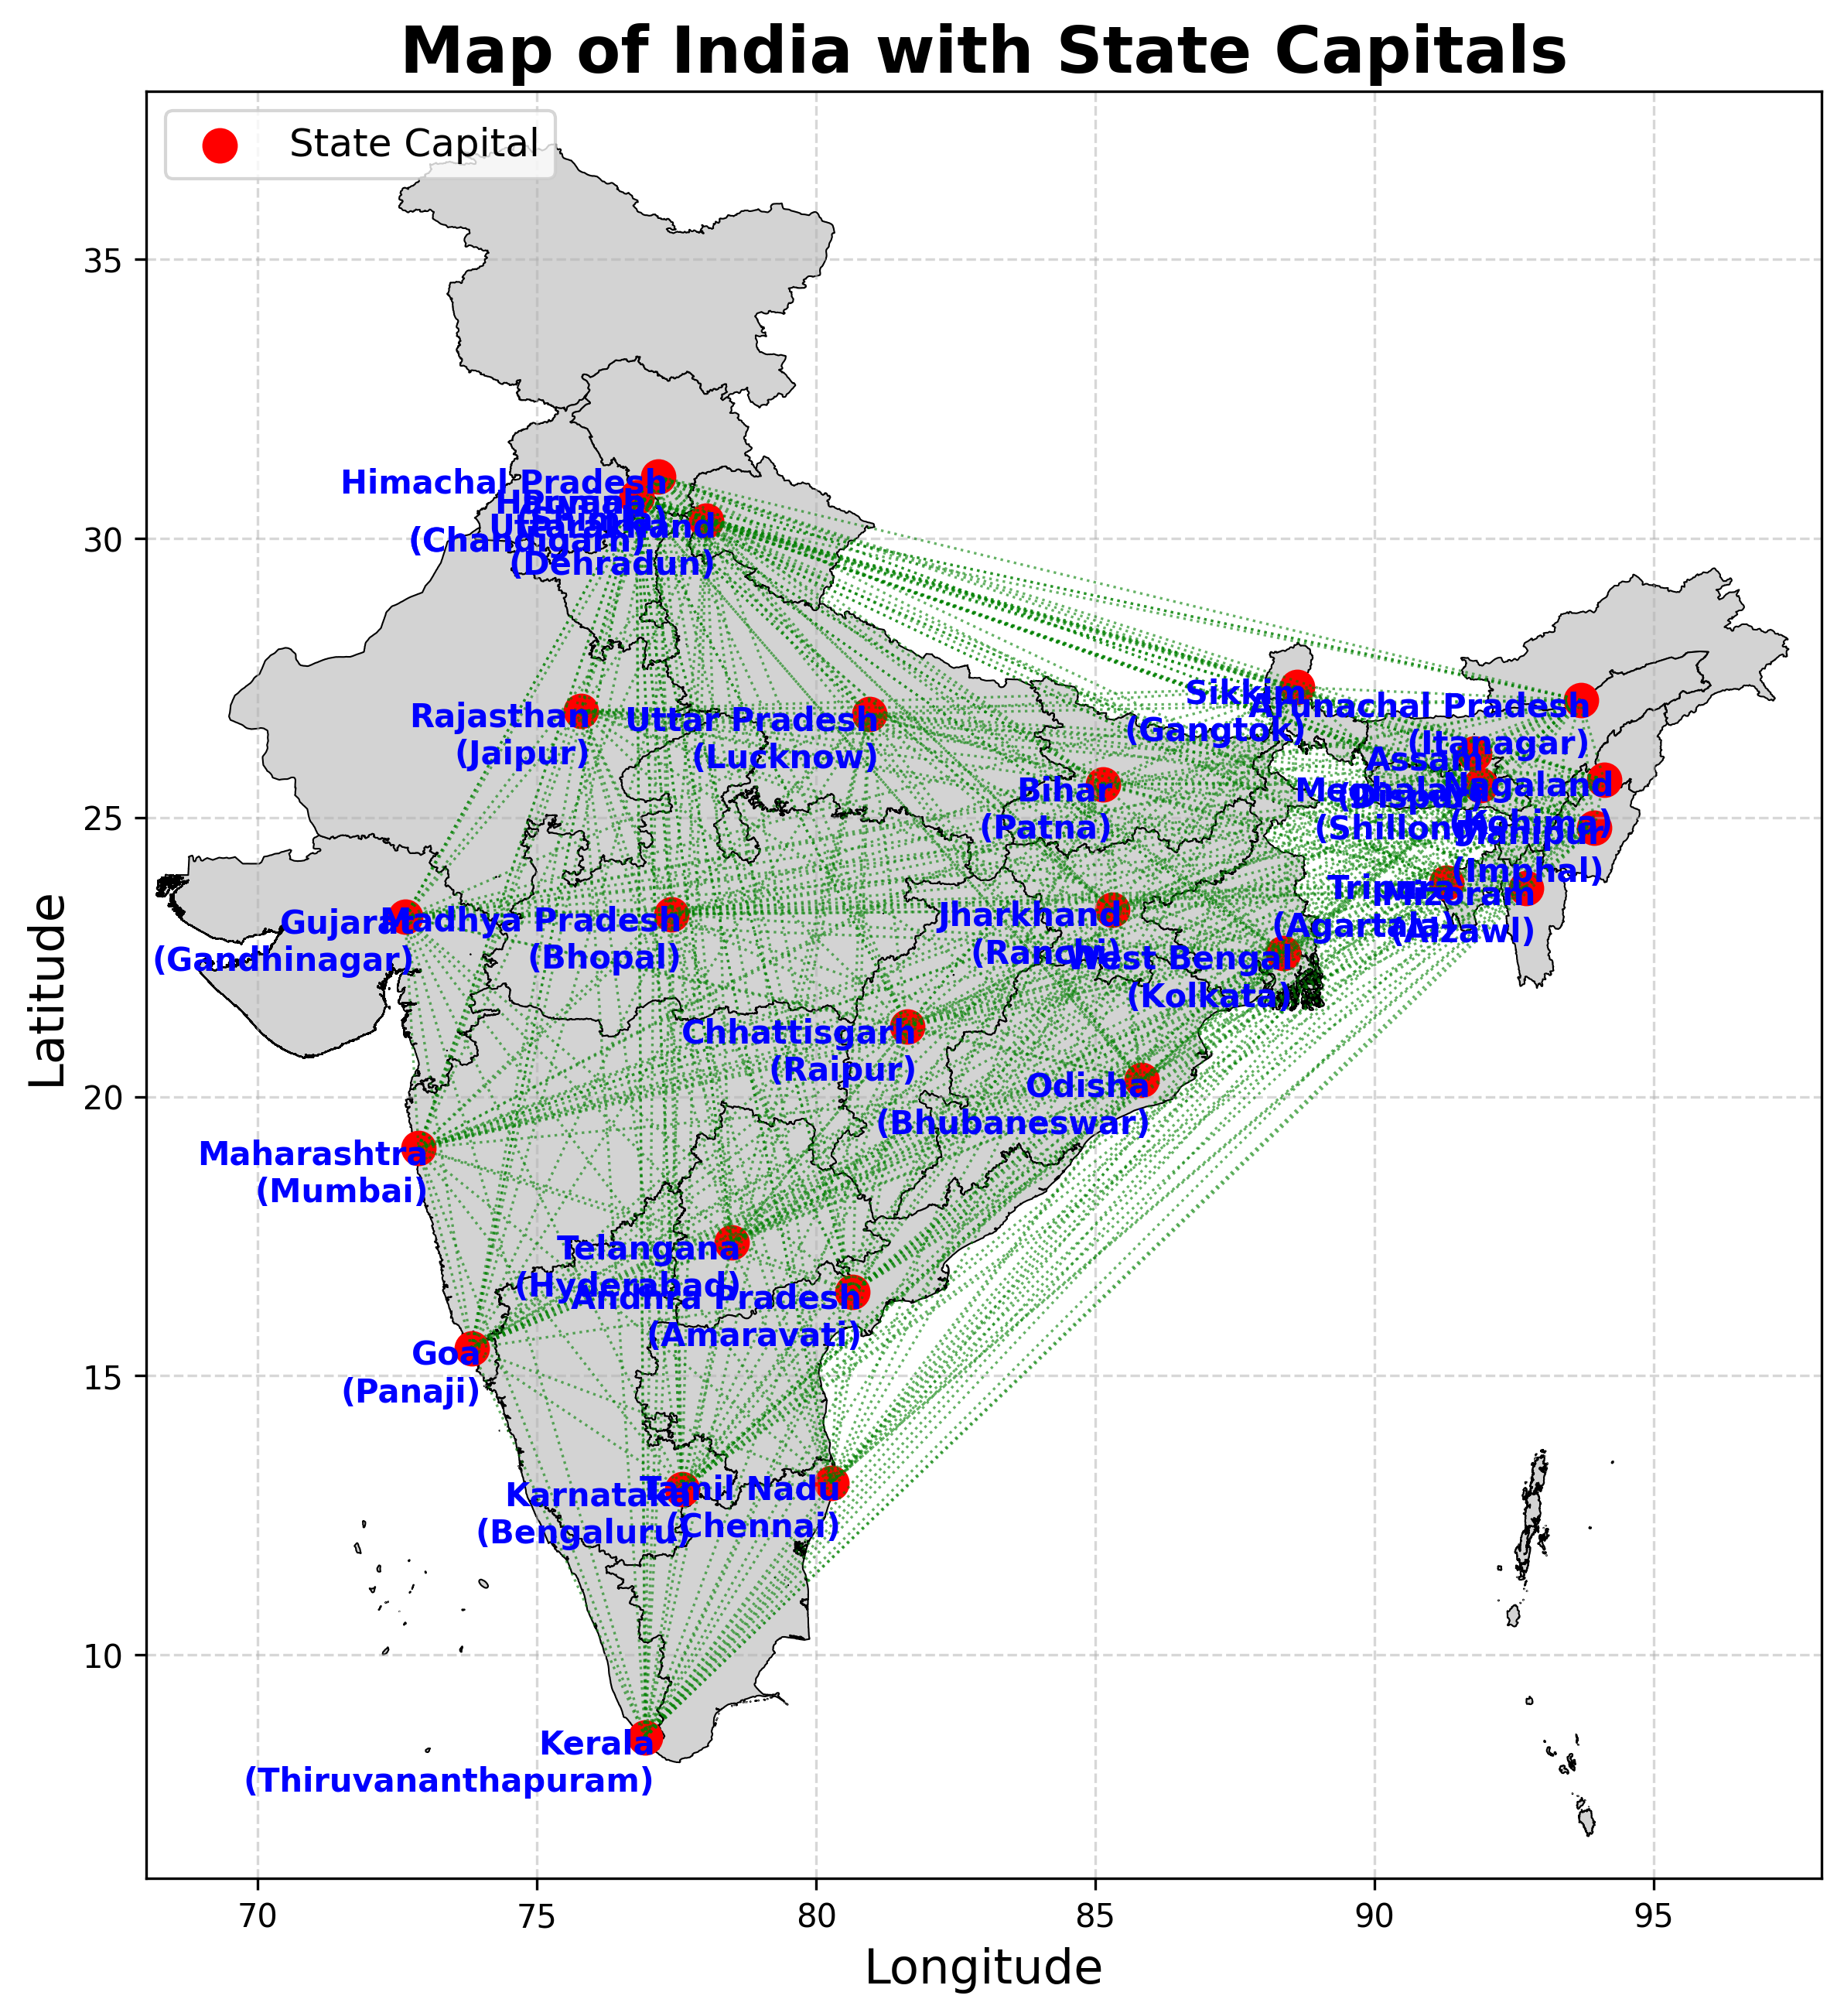 Map of India with State Capitals
State Capital
35
30
25
20
15
10
Latitude
Himachal Pradesh
Haryana
(Chandigarh)
Uttarakhand
(Dehradun)
Rajasthan
(Jaipur)
Uttar Pradesh
(Lucknow)
Sikkim
(Gangtok)
Arunachal Pradesh
(Itanagar)
Assam
(Dispur)
Bihar
(Patna)
Meghalaya
(Shillong)
Nagaland
(Kohima)
Manipur
(Imphal)
Tripura
(Agartala)
Mizoram
(Aizawl)
Gujarat
(Gandhinagar)
Madhya Pradesh
(Bhopal)
Jharkhand
(Ranchi)
West Bengal
(Kolkata)
Chhattisgarh
(Raipur)
Odisha
(Bhubaneswar)
Maharashtra
(Mumbai)
Telangana
(Hyderabad)
Andhra Pradesh
(Amaravati)
Goa
(Panaji)
Karnataka
(Bengaluru)
Tamil Nadu
(Chennai)
Kerala
(Thiruvananthapuram)
70
75
80
85
90
95
Longitude